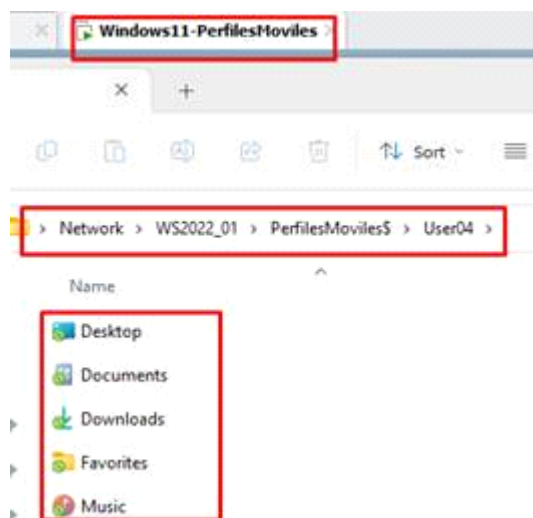 Windows11-PerfilesMoviles
Sort
Network > WS2022_01 > PerfilesMoviles$ > User04 >
Name
Desktop
Documents
Downloads
Favorites
Music